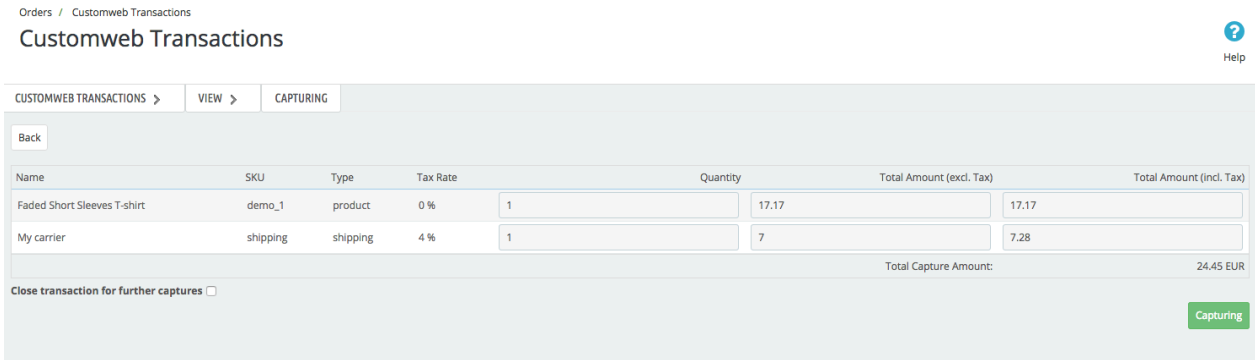 Orders / Customweb Transactions
Customweb Transactions
Help
CUSTOMWEB TRANSACTIONS > VIEW > CAPTURING
Back
Name SKU Type Tax Rate Quantity Total Amount (excl. Tax) Total Amount (incl. Tax)
Faded Short Sleeves T-shirt demo_1 product 0 % 1 17.17 17.17
My carrier shipping shipping 4 % 1 7 7.28
Total Capture Amount: 24.45 EUR
Close transaction for further captures
Capturing